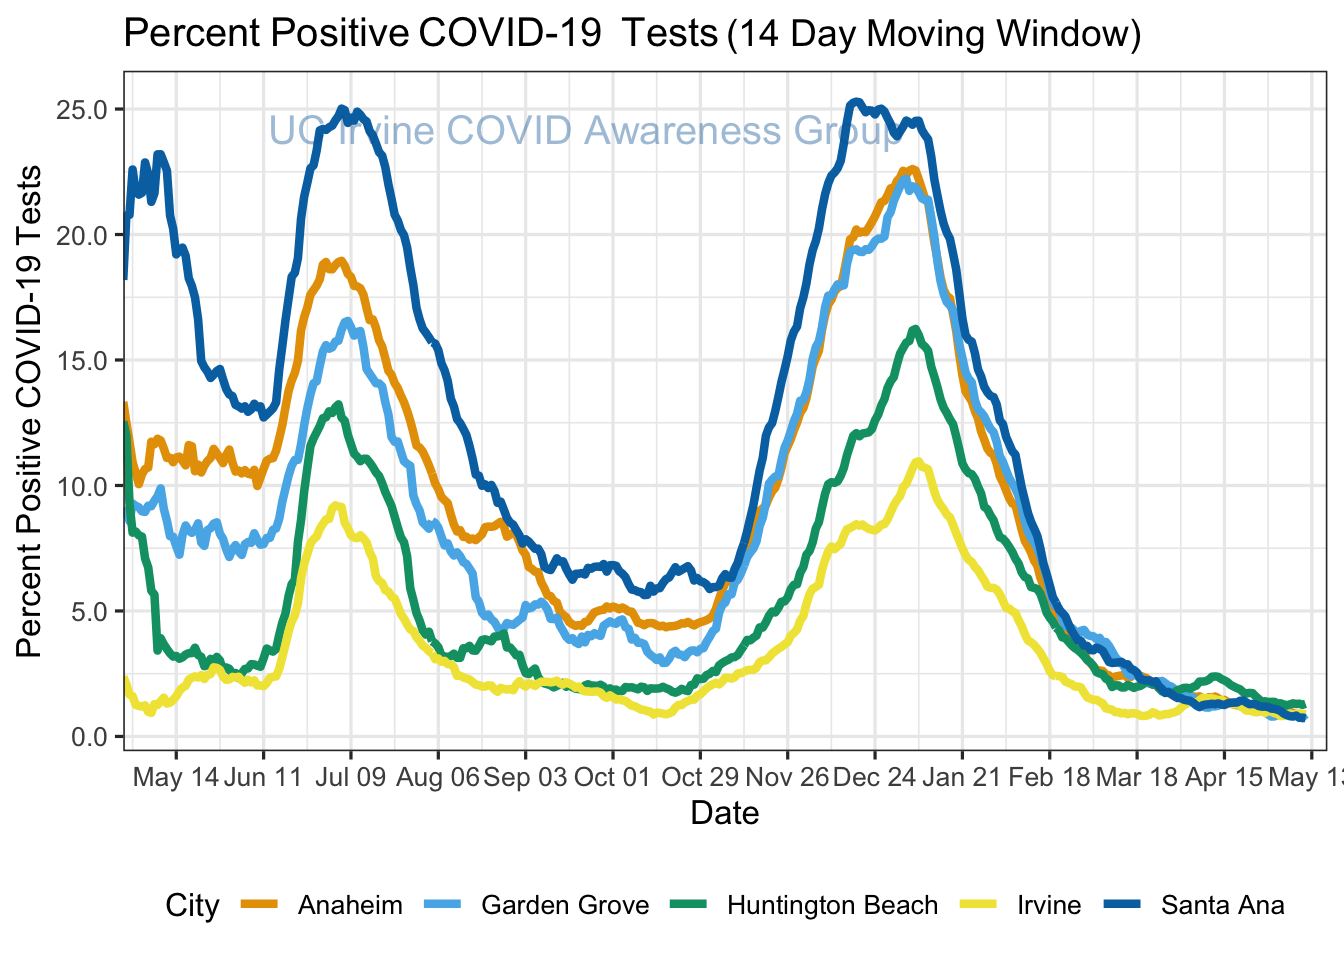 Percent Positive COVID-19 Tests (14 Day Moving Window)
UC Irvine COVID Awareness Group
Percent Positive COVID-19 Tests
25.0
20.0
15.0
10.0
5.0
0.0
May 14 Jun 11 Jul 09 Aug 06 Sep 03 Oct 01 Oct 29 Nov 26 Dec 24 Jan 21 Feb 18 Mar 18 Apr 15 May 13
Date
City Anaheim Garden Grove Huntington Beach Irvine Santa Ana